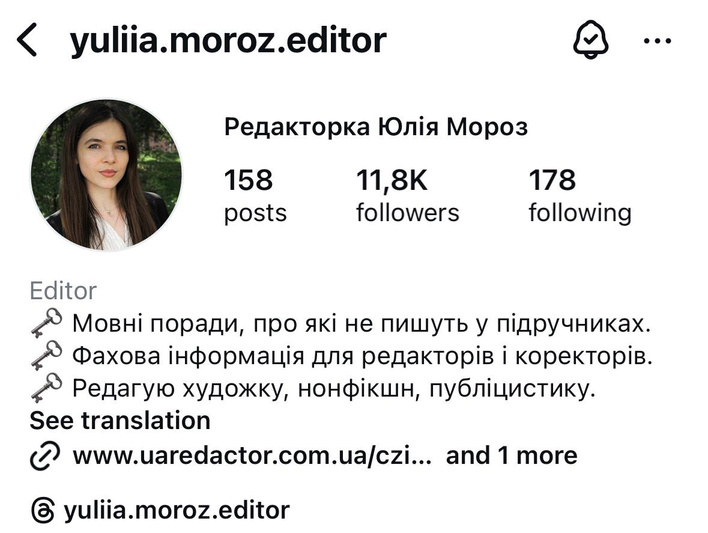 yuliia.moroz.editor
Редакторка Юлія Мороз
158 11,8K 178
posts followers following
Editor
Мовні поради, про які не пишуть у підручниках.
Фахова інформація для редакторів і коректорів.
Редагую художку, нонфікшн, публіцистику.
See translation
www.uaredactor.com.ua/czi... and 1 more
yuliia.moroz.editor